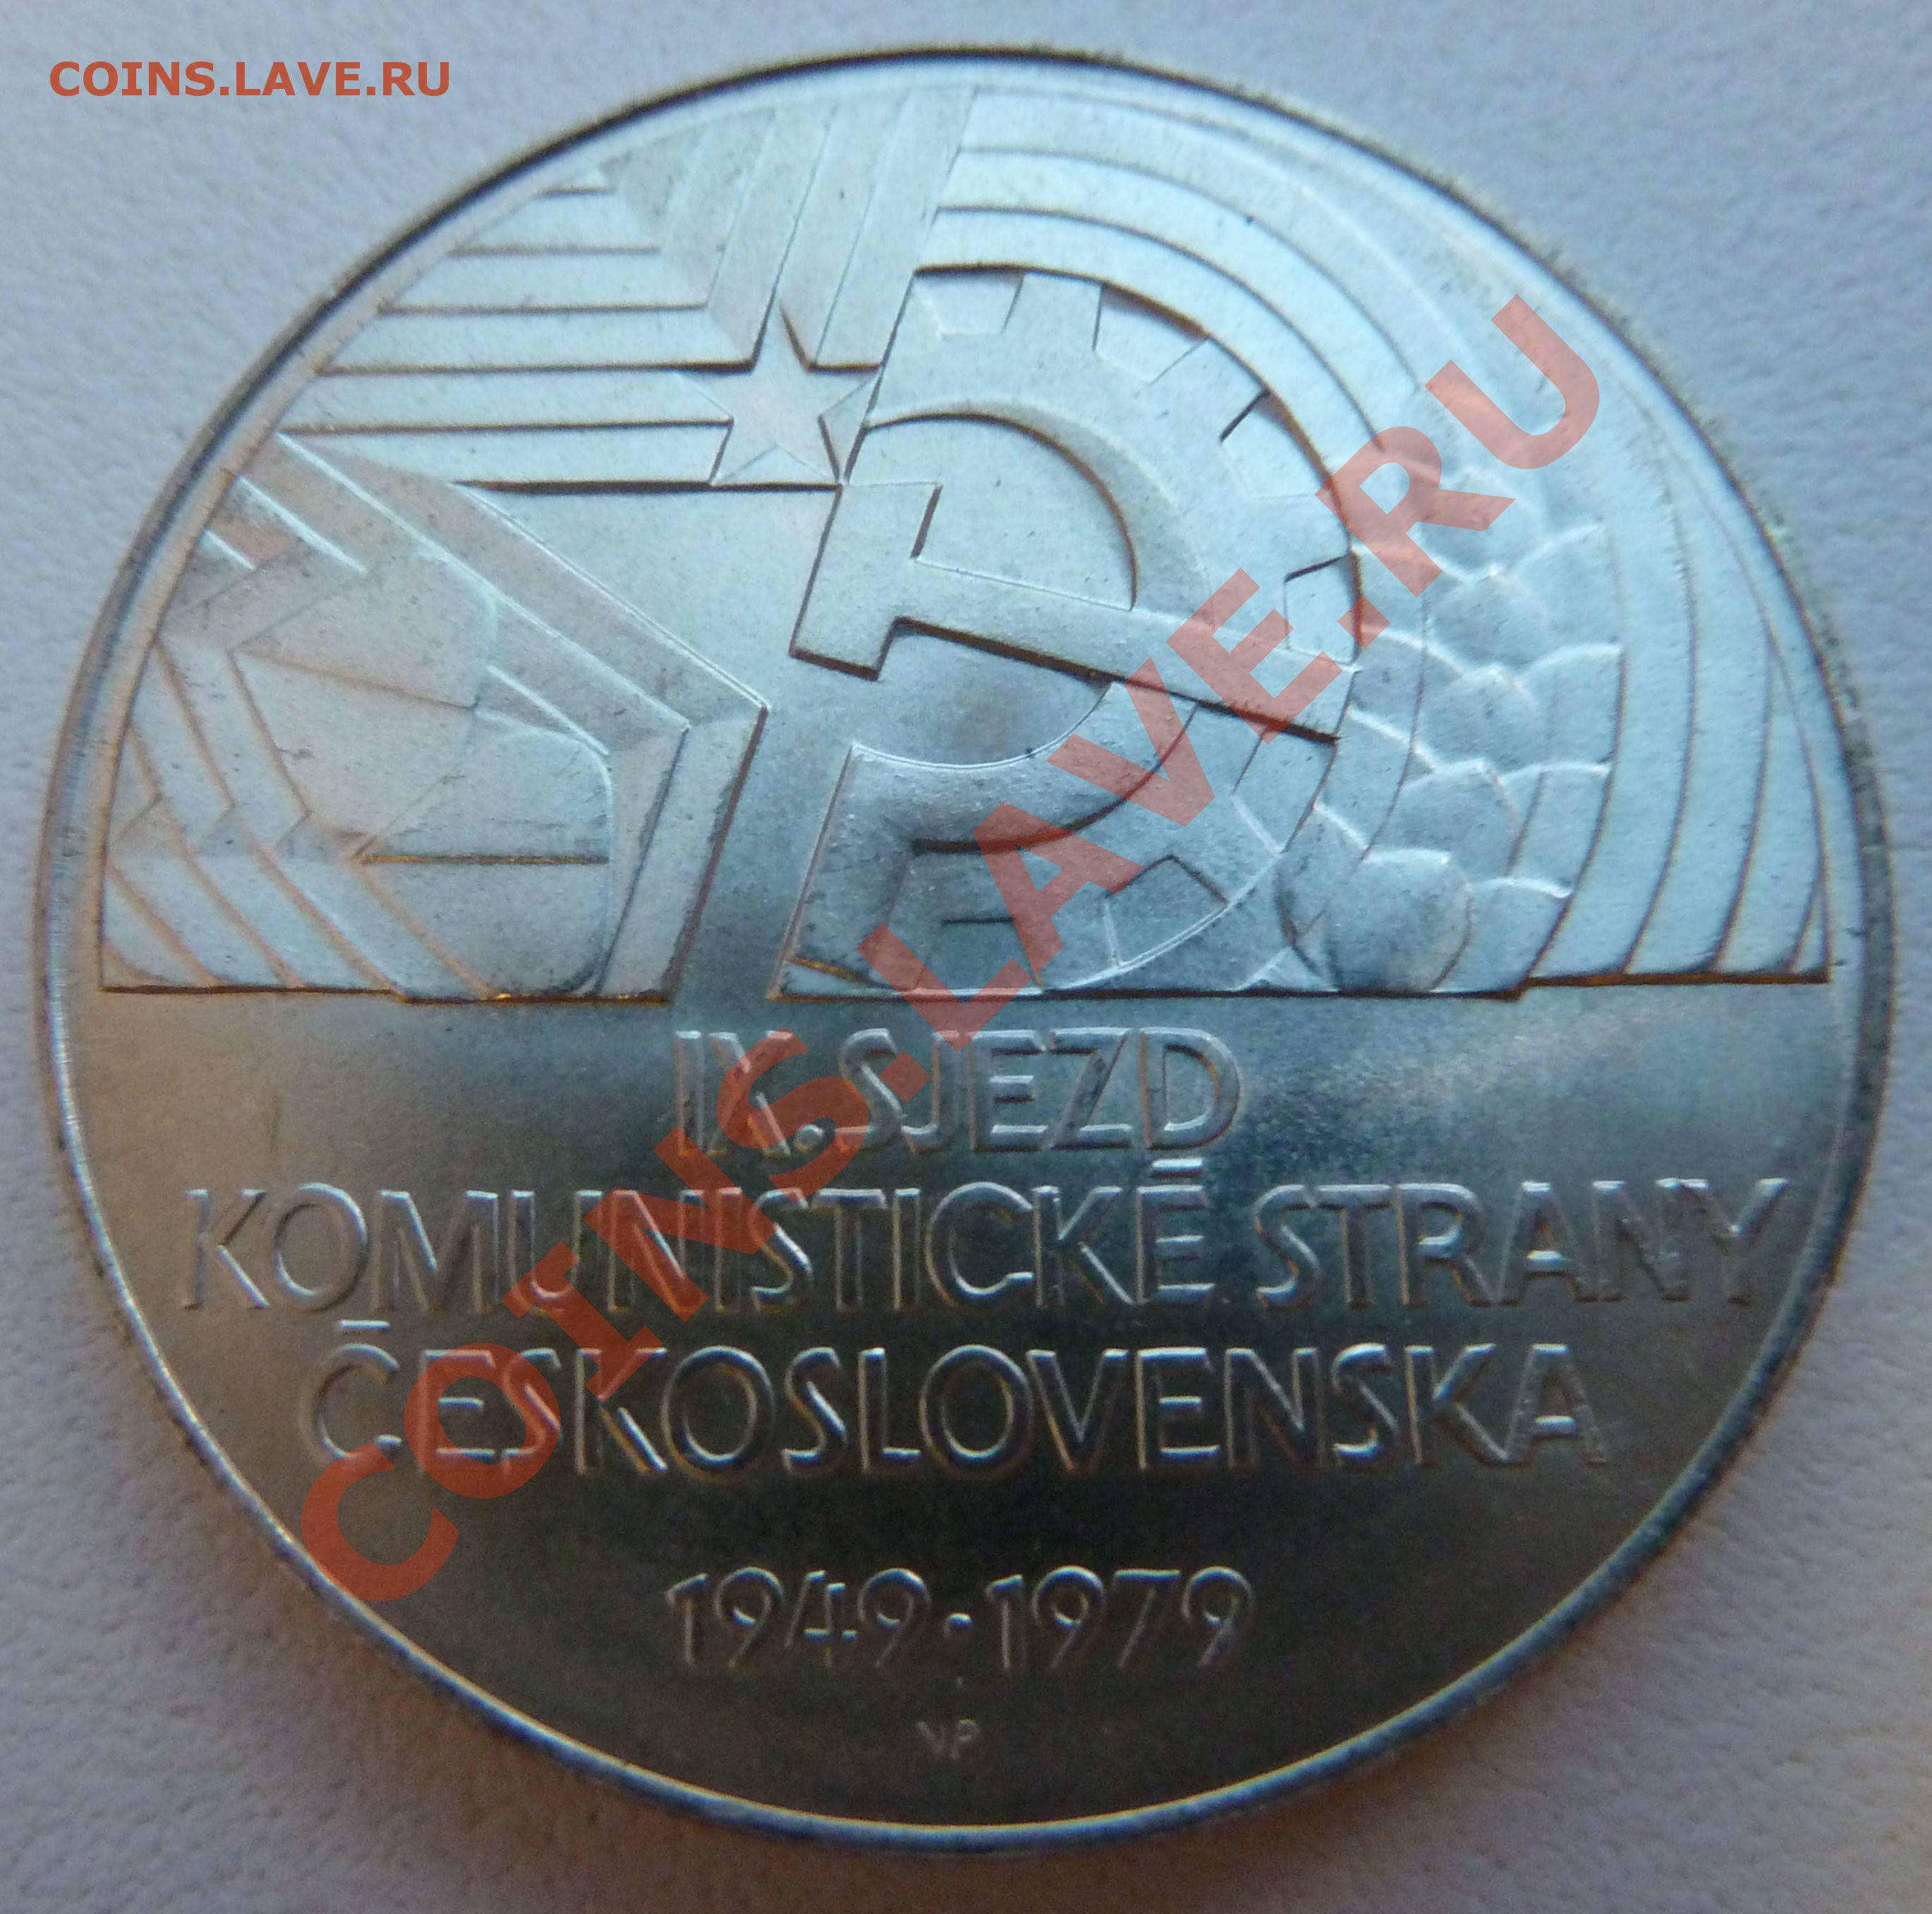 COINS.LAVE.RU
COINS.LAVE.RU
IX. SJEZD
KOMUNISTICKÉ STRANY
ČESKOSLOVENSKA
1949·1979
VP